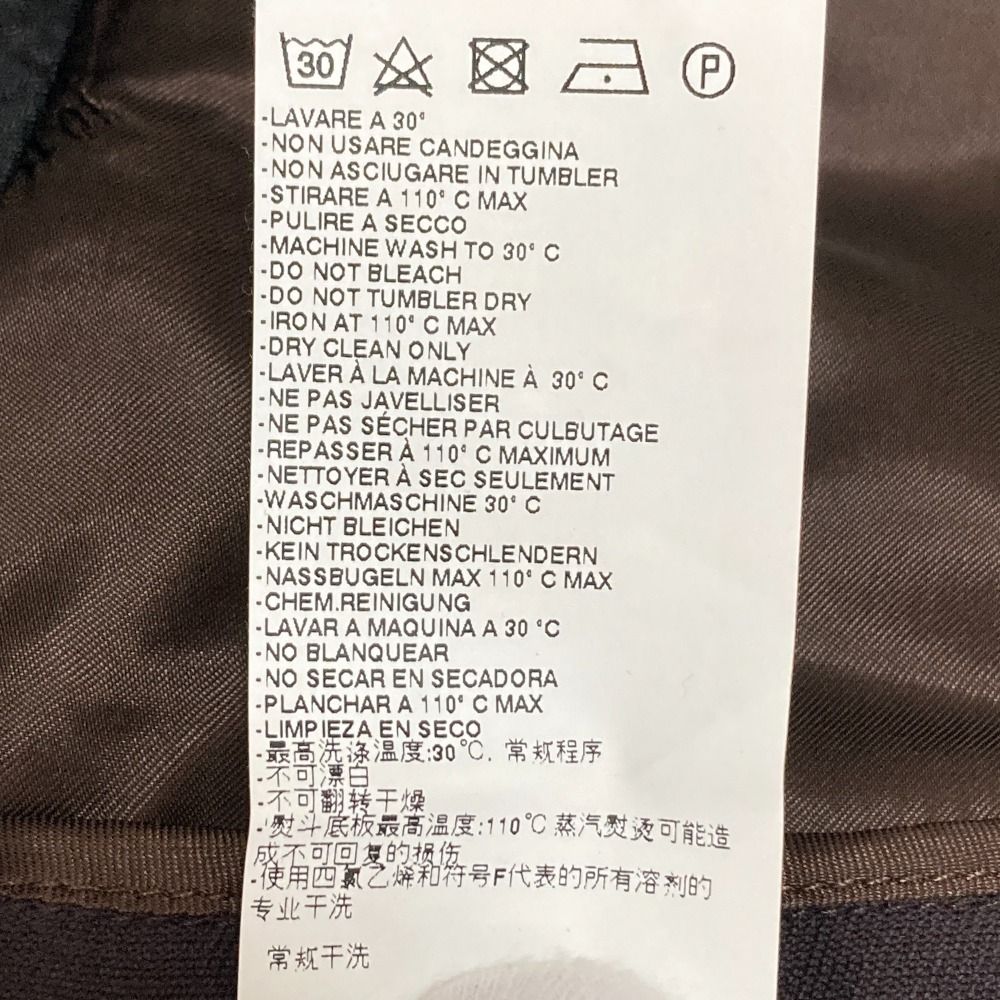 30 P
-LAVARE A 30°
-NON USARE CANDEGGINA
-NON ASCIUGARE IN TUMBLER
-STIRARE A 110° C MAX
-PULIRE A SECCO
-MACHINE WASH TO 30° C
-DO NOT BLEACH
-DO NOT TUMBLER DRY
-IRON AT 110° C MAX
-DRY CLEAN ONLY
-LAVER À LA MACHINE À 30° C
-NE PAS JAVELLISER
-NE PAS SÉCHER PAR CULBUTAGE
-REPASSER À 110° C MAXIMUM
-NETTOYER À SEC SEULEMENT
-WASCHMASCHINE 30° C
-NICHT BLEICHEN
-KEIN TROCKENSCHLENDERN
-NASSBUGELN MAX 110° C MAX
-CHEM.REINIGUNG
-LAVAR A MAQUINA A 30 °C
-NO BLANQUEAR
-NO SECAR EN SECADORA
-PLANCHAR A 110° C MAX
-LIMPIEZA EN SECO
-最高洗涤温度:30℃. 常规程序
-不可漂白
-不可翻转干燥
-熨斗底板最高温度:110℃ 蒸汽熨烫可能造
成不可回复的损伤
-使用四氯乙烯和符号F代表的所有溶剂的
专业干洗
常规干洗